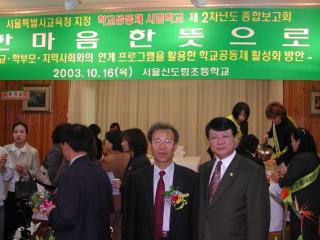 서울특별시교육청 지정 학교공동체 시범학교 제 2차년도 종합보고회
한마음한뜻으로
교·학부모·지역사회와의 연계 프로그램을 활용한 학교공동체 활성화 방안 -
2003. 10. 16(목) 서울신도림초등학교